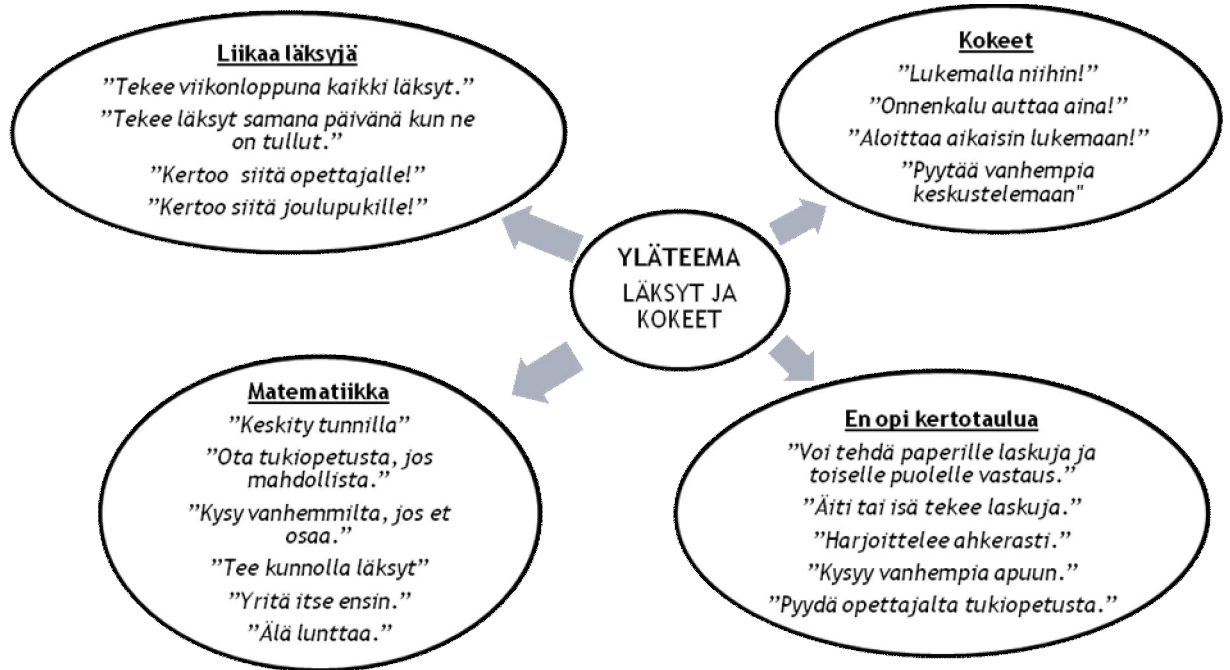 Liikaa läksyjä
”Tekee viikonloppuna kaikki läksyt.”
”Tekee läksyt samana päivänä kun ne
on tullut.”
”Kertoo siitä opettajalle!”
”Kertoo siitä joulupukille!”
Kokeet
”Lukemalla niihin!”
”Onnenkalu auttaa aina!”
”Aloittaa aikaisin lukemaan!”
”Pyytää vanhempia
keskustelemaan"
YLÄTEEMA
LÄKSYT JA
KOKEET
Matematiikka
”Keskity tunnilla”
”Ota tukiopetusta, jos
mahdollista.”
”Kysy vanhemmilta, jos et
osaa.”
”Tee kunnolla läksyt”
”Yritä itse ensin.”
”Älä lunttaa.”
En opi kertotaulua
”Voi tehdä paperille laskuja ja
toiselle puolelle vastaus.”
”Äiti tai isä tekee laskuja.”
”Harjoittelee ahkerasti.”
”Kysyy vanhempia apuun.”
”Pyydä opettajalta tukiopetusta.”